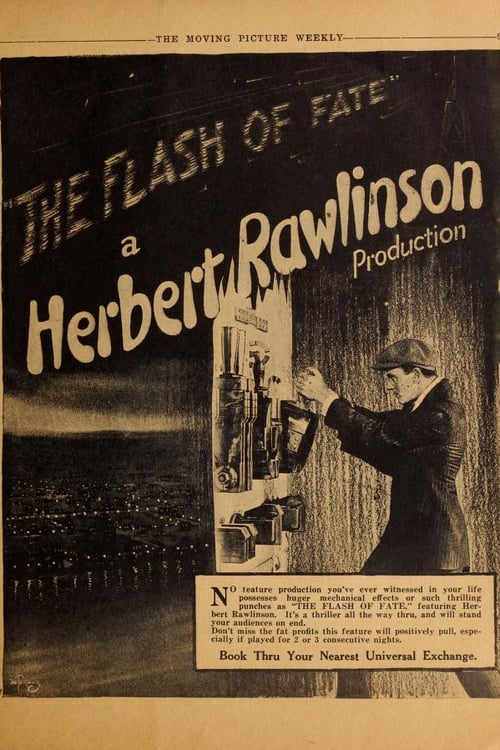 THE MOVING PICTURE WEEKLY
"THE FLASH OF FATE"
a
Herbert Rawlinson
Production
NO feature production you've ever witnessed in your life
possesses huger mechanical effects or such thrilling
punches as "THE FLASH OF FATE," featuring Her-
bert Rawlinson. It's a thriller all the way thru, and will stand
your audiences on end.
Don't miss the fat profits this feature will positively pull, espe-
cially if played for 2 or 3 consecutive nights.
Book Thru Your Nearest Universal Exchange.